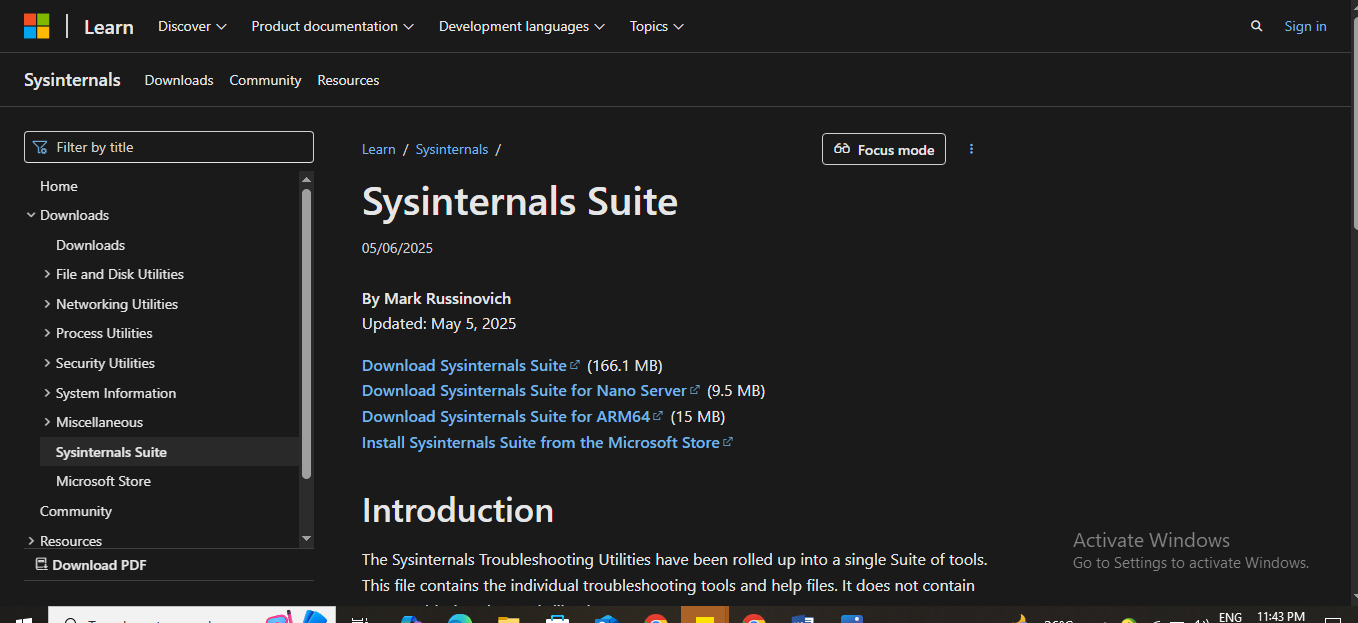 Learn Discover Product documentation Development languages Topics Sign in
Sysinternals Downloads Community Resources
Filter by title
Home
Downloads
Downloads
File and Disk Utilities
Networking Utilities
Process Utilities
Security Utilities
System Information
Miscellaneous
Sysinternals Suite
Microsoft Store
Community
Resources
Download PDF
Learn / Sysinternals /
Focus mode
Sysinternals Suite
05/06/2025
By Mark Russinovich
Updated: May 5, 2025
Download Sysinternals Suite (166.1 MB)
Download Sysinternals Suite for Nano Server (9.5 MB)
Download Sysinternals Suite for ARM64 (15 MB)
Install Sysinternals Suite from the Microsoft Store
Introduction
The Sysinternals Troubleshooting Utilities have been rolled up into a single Suite of tools.
This file contains the individual troubleshooting tools and help files. It does not contain
Activate Windows
Go to Settings to activate Windows.
ENG 11:43 PM